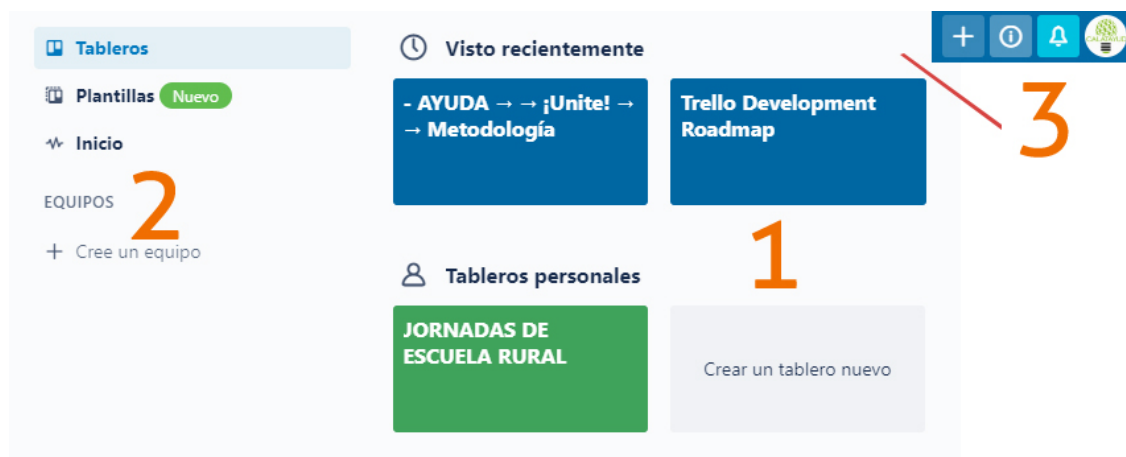 Tableros
Plantillas Nuevo
Inicio
2
EQUIPOS
+ Cree un equipo
Visto recientemente
- AYUDA → → ¡Unite! →
→ Metodología
Trello Development
Roadmap
1
Tableros personales
JORNADAS DE
ESCUELA RURAL
Crear un tablero nuevo
3